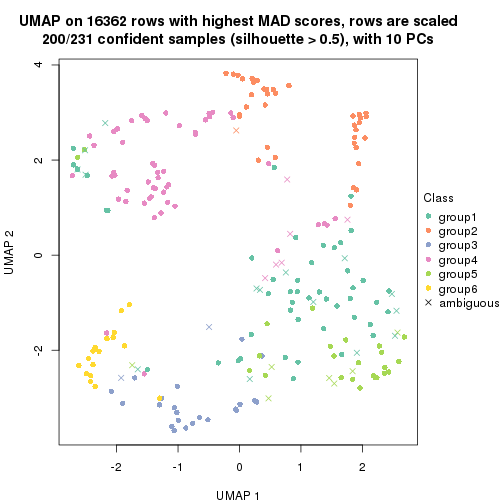 UMAP on 16362 rows with highest MAD scores, rows are scaled
200/231 confident samples (silhouette > 0.5), with 10 PCs
4
2
0
-2
UMAP 2
-2
-1
0
1
2
UMAP 1
Class
group1
group2
group3
group4
group5
group6
ambiguous